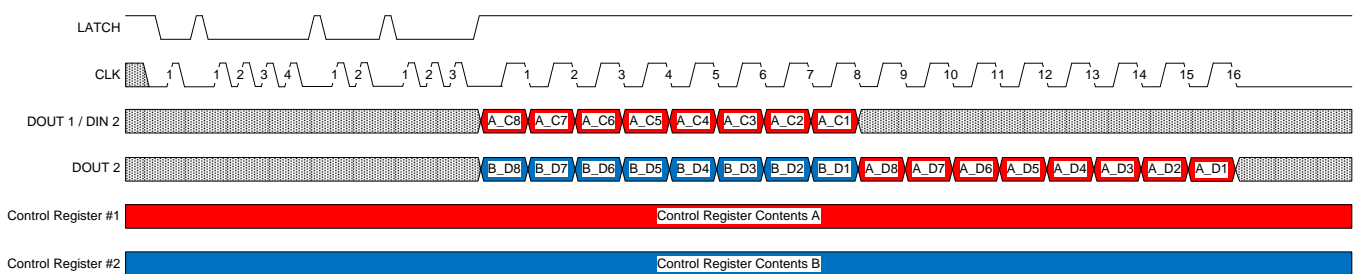 LATCH
CLK 1 1 2 3 4 1 2 1 2 3 1 2 3 4 5 6 7 8 9 10 11 12 13 14 15 16
DOUT 1 / DIN 2 A_C8 A_C7 A_C6 A_C5 A_C4 A_C3 A_C2 A_C1
DOUT 2 B_D8 B_D7 B_D6 B_D5 B_D4 B_D3 B_D2 B_D1 A_D8 A_D7 A_D6 A_D5 A_D4 A_D3 A_D2 A_D1
Control Register #1 Control Register Contents A
Control Register #2 Control Register Contents B